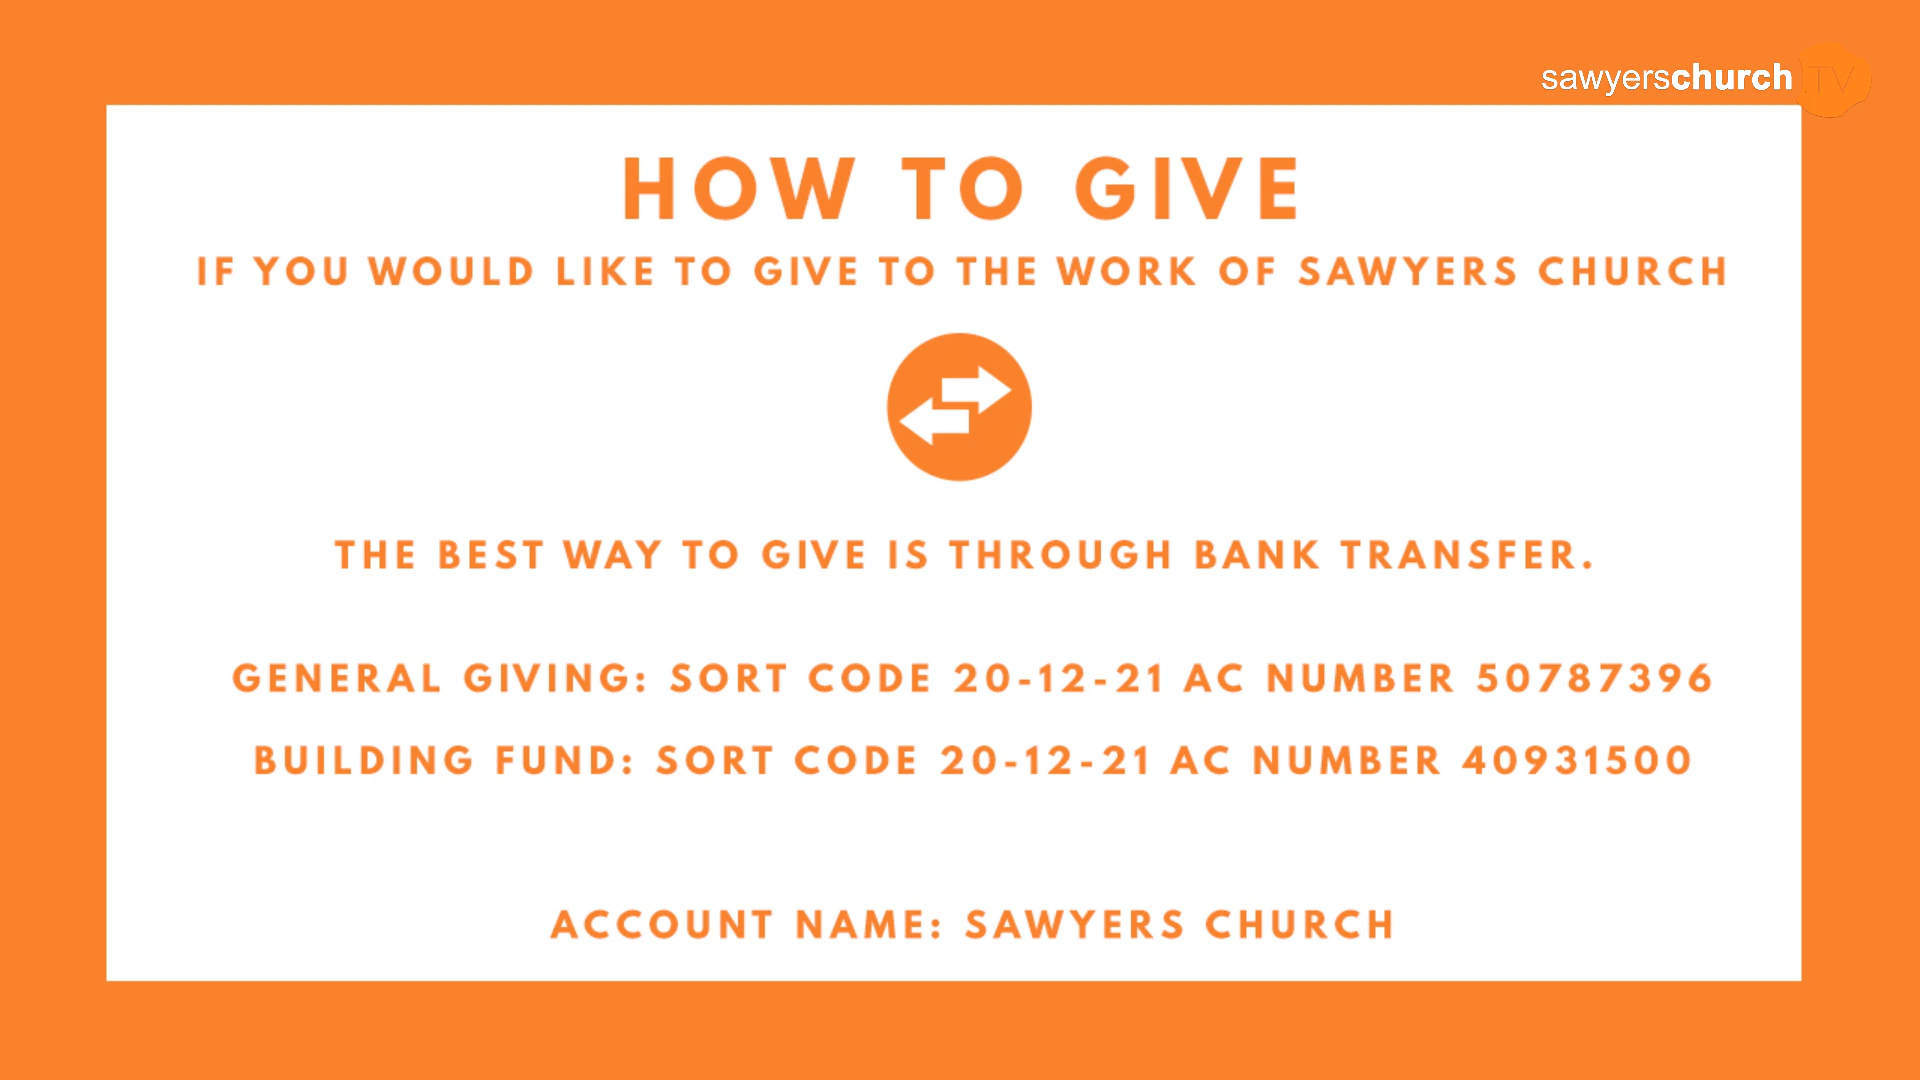 sawyerschurch TV
HOW TO GIVE
IF YOU WOULD LIKE TO GIVE TO THE WORK OF SAWYERS CHURCH
THE BEST WAY TO GIVE IS THROUGH BANK TRANSFER.
GENERAL GIVING: SORT CODE 20-12-21 AC NUMBER 50787396
BUILDING FUND: SORT CODE 20-12-21 AC NUMBER 40931500
ACCOUNT NAME: SAWYERS CHURCH